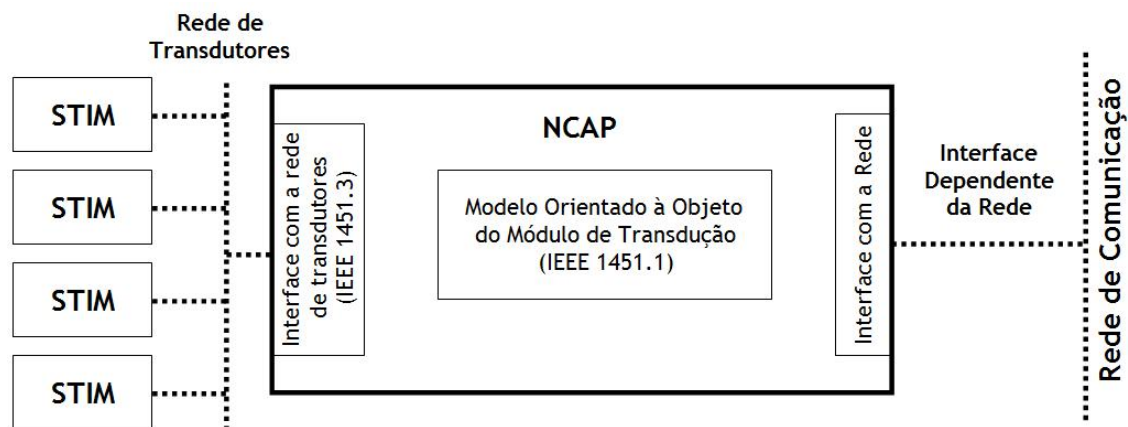 Rede de
Transdutores
STIM
STIM
STIM
STIM
Interface com a rede
de transdutores
(IEEE 1451.3)
NCAP
Modelo Orientado à Objeto
do Módulo de Transdução
(IEEE 1451.1)
Interface com a Rede
Interface
Dependente
da Rede
Rede de Comunicação